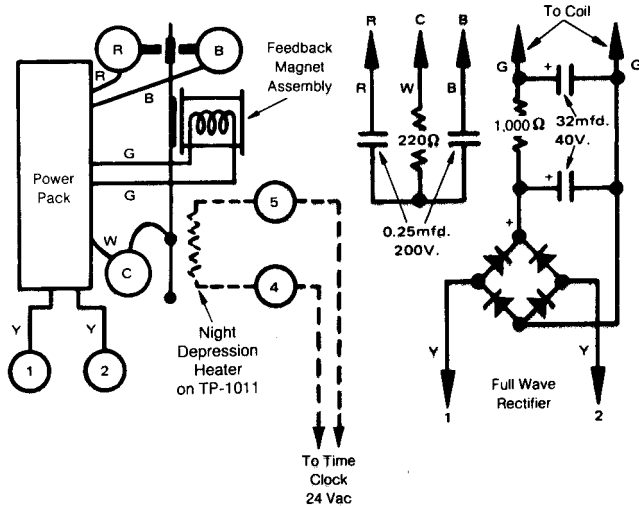 R
B
Feedback
Magnet
Assembly
R
B
G
G
Power
Pack
W
C
Y
Y
1
2
5
4
Night
Depression
Heater
on TP-1011
To Time
Clock
24 Vac
R
C
B
R
W
B
220Ω
0.25mfd.
200V.
To Coil
G
G
+
1,000 Ω
32mfd.
40V.
+
+
Y
Y
Full Wave
Rectifier
1
2